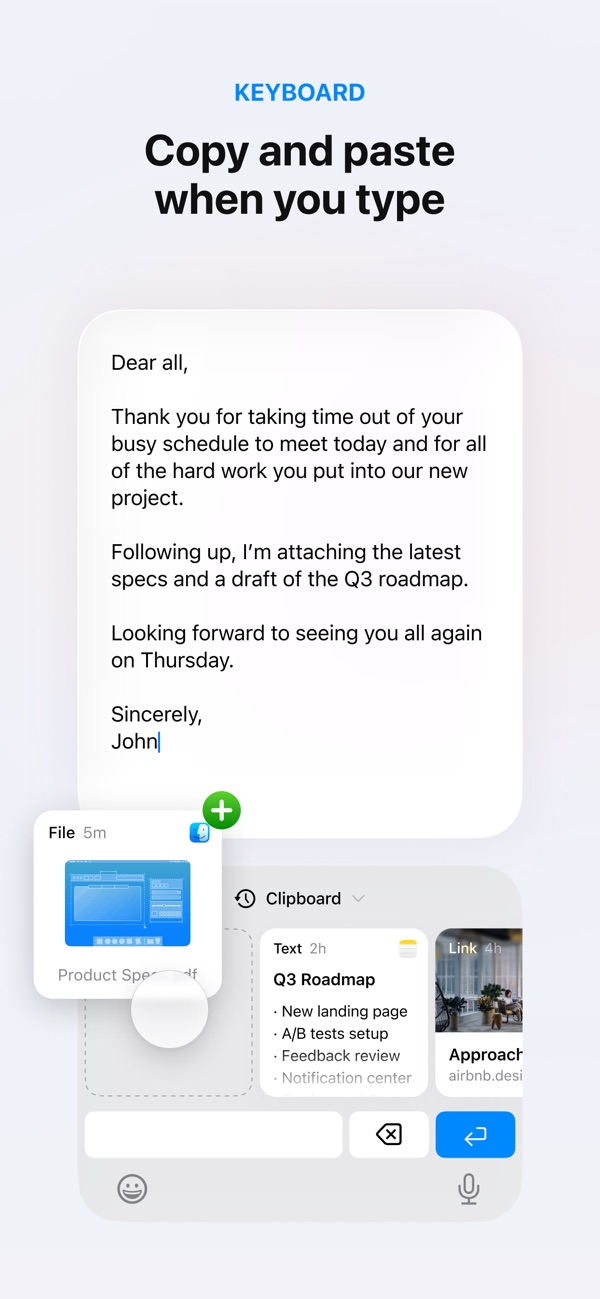 KEYBOARD
Copy and paste
when you type
Dear all,
Thank you for taking time out of your
busy schedule to meet today and for all
of the hard work you put into our new
project.
Following up, I’m attaching the latest
specs and a draft of the Q3 roadmap.
Looking forward to seeing you all again
on Thursday.
Sincerely,
John
File 5m
Product
Clipboard
Text 2h
Q3 Roadmap
· New landing page
· A/B tests setup
· Feedback review
· Notification center
Link 4h
Approach
airbnb.desi